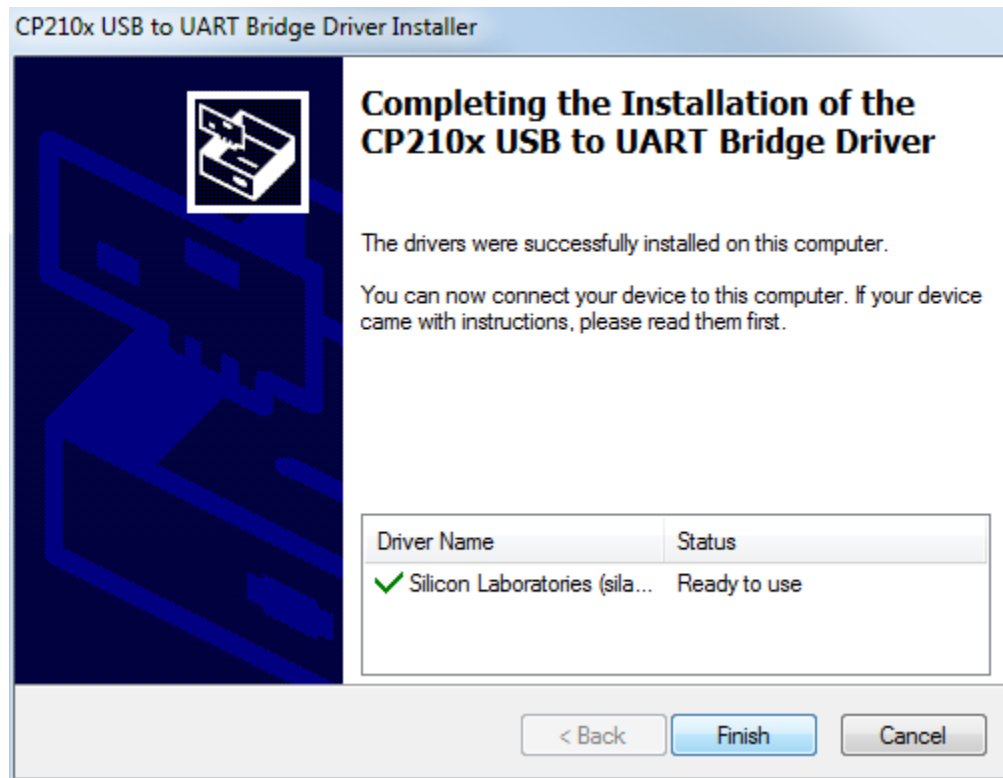 CP210x USB to UART Bridge Driver Installer
Completing the Installation of the
CP210x USB to UART Bridge Driver
The drivers were successfully installed on this computer.
You can now connect your device to this computer. If your device
came with instructions, please read them first.
Driver Name Status
Silicon Laboratories (sila... Ready to use
< Back Finish Cancel